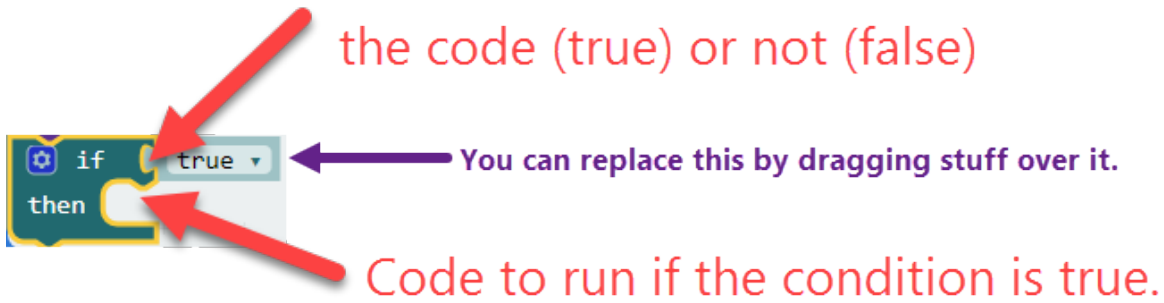 the code (true) or not (false)
if true
You can replace this by dragging stuff over it.
then
Code to run if the condition is true.